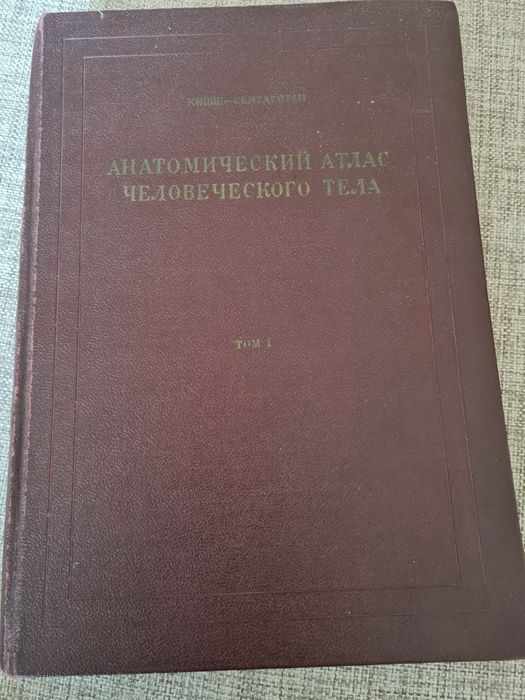 КИШШ—СЕНТАГОТАИ
АНАТОМИЧЕСКИЙ АТЛАС
ЧЕЛОВЕЧЕСКОГО ТЕЛА
ТОМ I